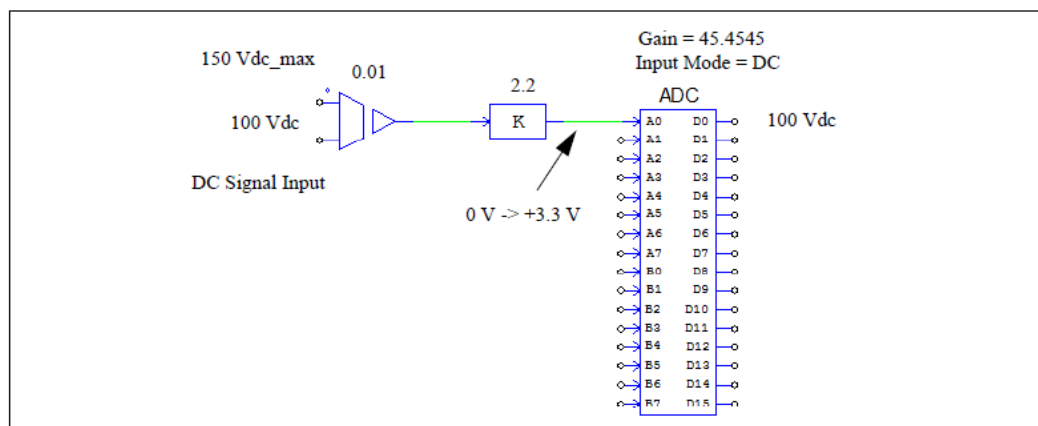 Gain = 45.4545
150 Vdc_max
Input Mode = DC
0.01
2.2
ADC
100 Vdc
K
A0 D0
100 Vdc
A1 D1
A2 D2
DC Signal Input
A3 D3
A4 D4
0 V -> +3.3 V
A5 D5
A6 D6
A7 D7
B0 D8
B1 D9
B2 D10
B3 D11
B4 D12
B5 D13
B6 D14
B7 D15